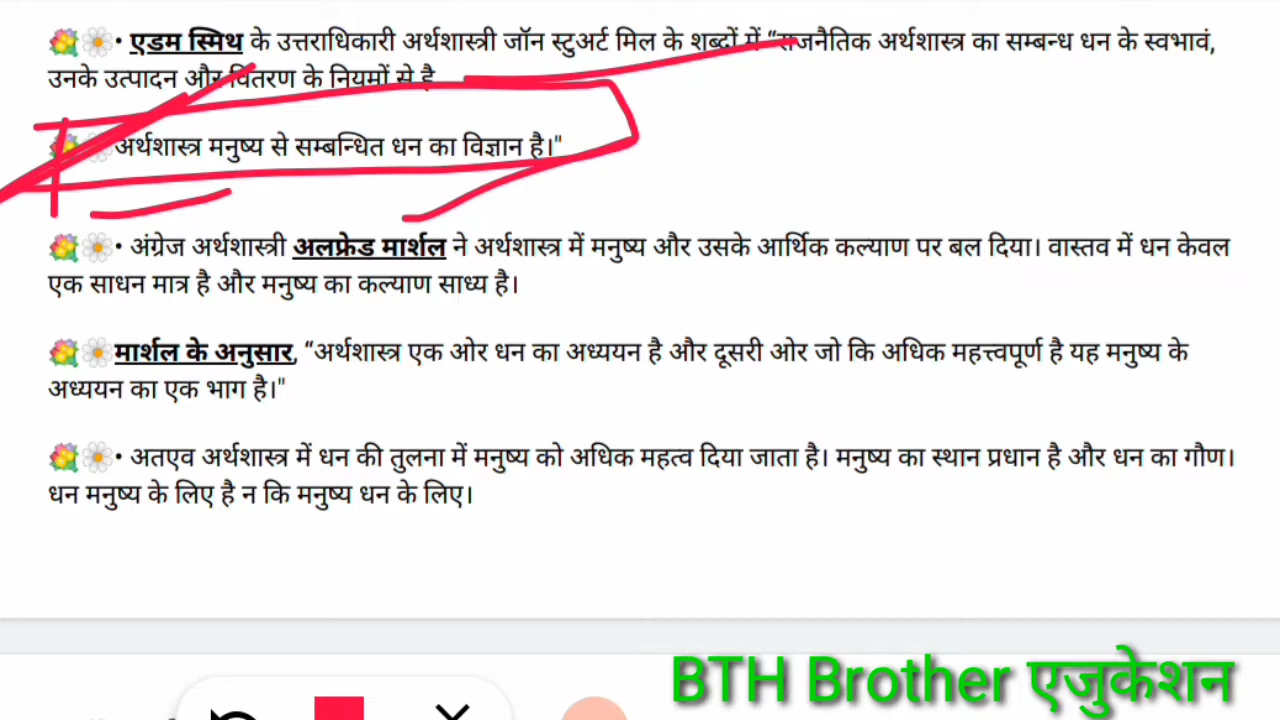 • एडम स्मिथ के उत्तराधिकारी अर्थशास्त्री जॉन स्टुअर्ट मिल के शब्दों में “राजनैतिक अर्थशास्त्र का सम्बन्ध धन के स्वभावं,
उनके उत्पादन और वितरण के नियमों से है
अर्थशास्त्र मनुष्य से सम्बन्धित धन का विज्ञान है।"
• अंग्रेज अर्थशास्त्री अलफ्रेड मार्शल ने अर्थशास्त्र में मनुष्य और उसके आर्थिक कल्याण पर बल दिया। वास्तव में धन केवल
एक साधन मात्र है और मनुष्य का कल्याण साध्य है।
मार्शल के अनुसार, “अर्थशास्त्र एक ओर धन का अध्ययन है और दूसरी ओर जो कि अधिक महत्त्वपूर्ण है यह मनुष्य के
अध्ययन का एक भाग है।"
• अतएव अर्थशास्त्र में धन की तुलना में मनुष्य को अधिक महत्व दिया जाता है। मनुष्य का स्थान प्रधान है और धन का गौण।
धन मनुष्य के लिए है न कि मनुष्य धन के लिए।
BTH Brother एजुकेशन